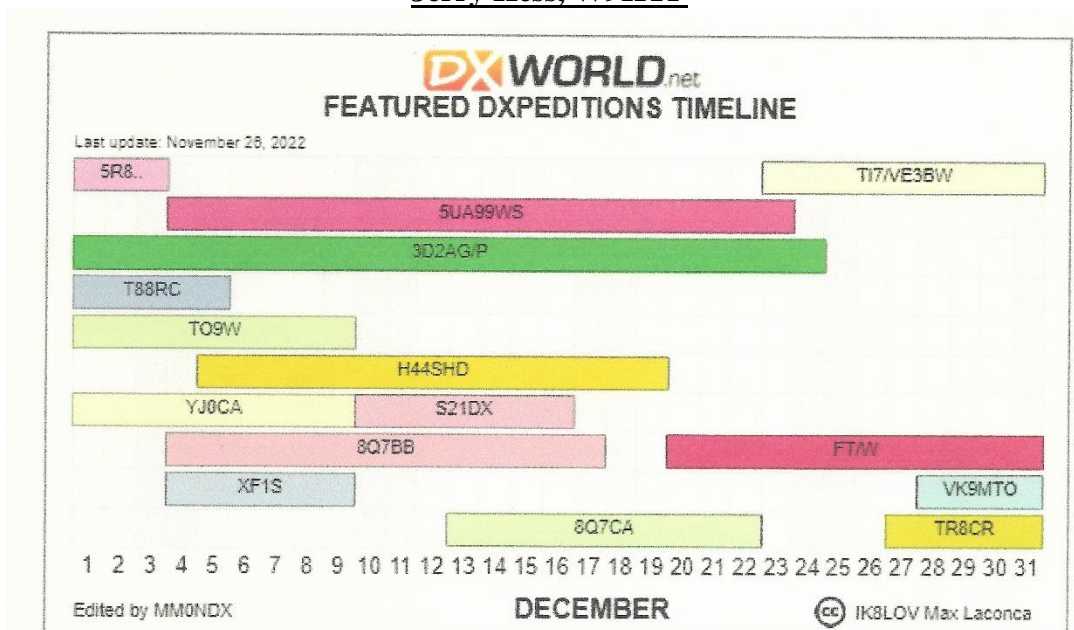 DXWORLD.net
FEATURED DXPEDITIONS TIMELINE
Last update: November 26, 2022
5R8..
TI7/VE3BW
5UA99WS
3D2AG/P
T88RC
TO9W
H44SHD
YJ0CA
S21DX
8Q7BB
FT/W
XF1S
VK9MTO
8Q7CA
TR8CR
1 2 3 4 5 6 7 8 9 10 11 12 13 14 15 16 17 18 19 20 21 22 23 24 25 26 27 28 29 30 31
Edited by MM0NDX
DECEMBER
cc IK8LOV Max Laconca